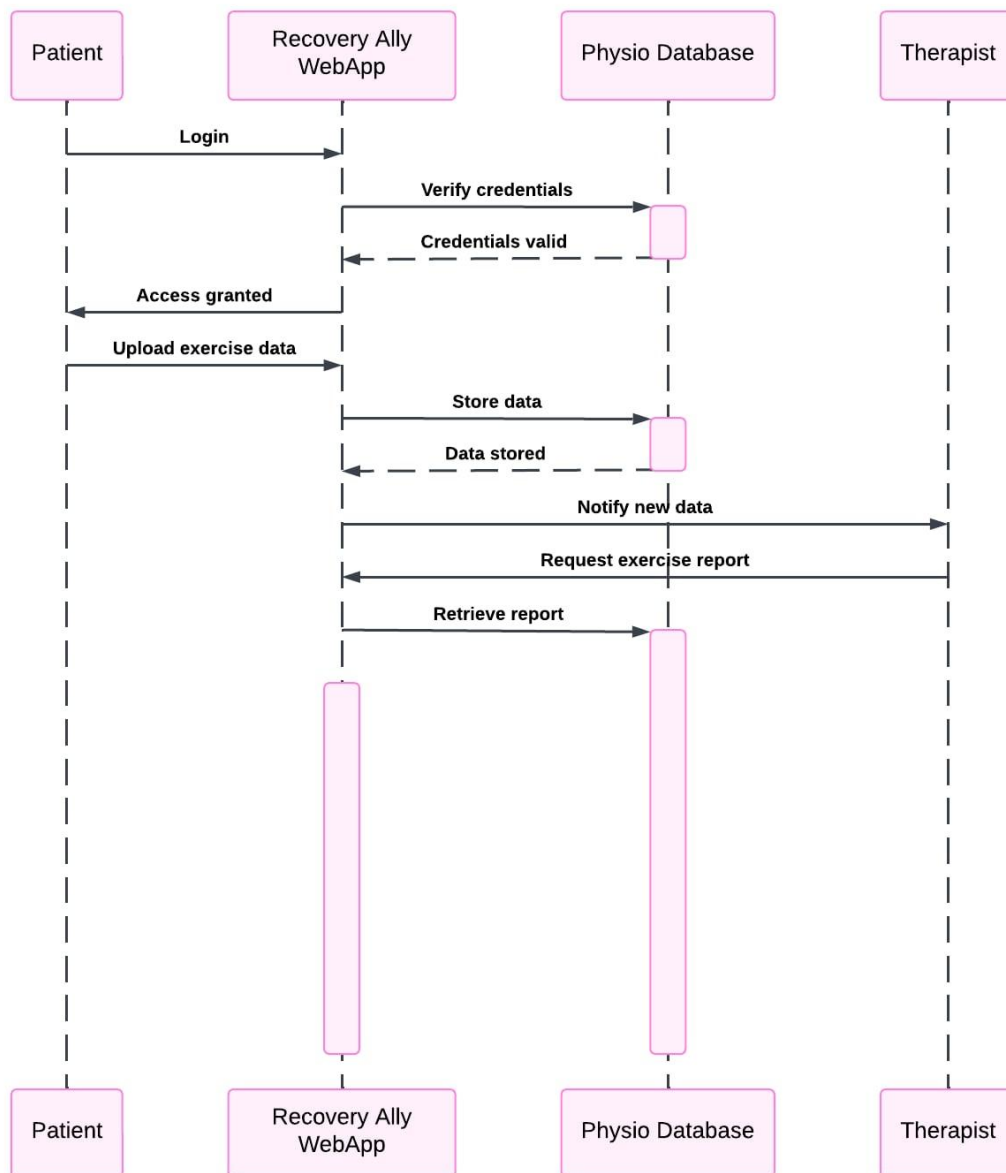 Patient
Recovery Ally
WebApp
Physio Database
Therapist
Login
Verify credentials
Credentials valid
Access granted
Upload exercise data
Store data
Data stored
Notify new data
Request exercise report
Retrieve report
Patient
Recovery Ally
WebApp
Physio Database
Therapist